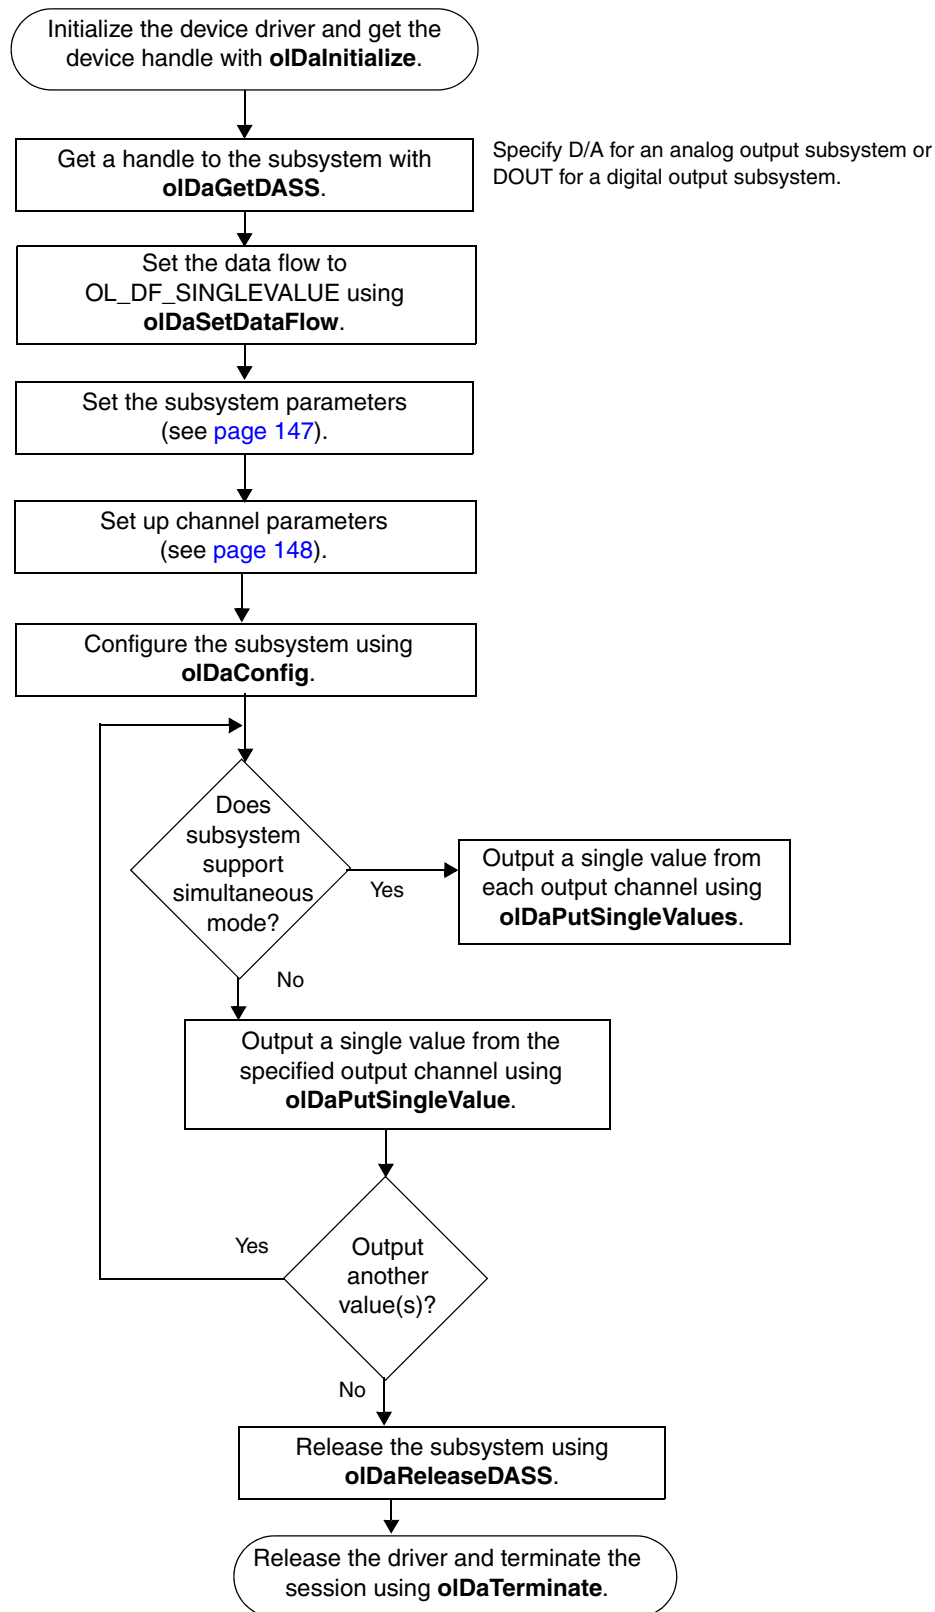 Initialize the device driver and get the
device handle with olDaInitialize.
Get a handle to the subsystem with
olDaGetDASS.
Specify D/A for an analog output subsystem or
DOUT for a digital output subsystem.
Set the data flow to
OL_DF_SINGLEVALUE using
olDaSetDataFlow.
Set the subsystem parameters
(see page 147).
Set up channel parameters
(see page 148).
Configure the subsystem using
olDaConfig.
Does
subsystem
support
simultaneous
mode?
Yes
Output a single value from
each output channel using
olDaPutSingleValues.
No
Output a single value from the
specified output channel using
olDaPutSingleValue.
Yes
Output
another
value(s)?
No
Release the subsystem using
olDaReleaseDASS.
Release the driver and terminate the
session using olDaTerminate.